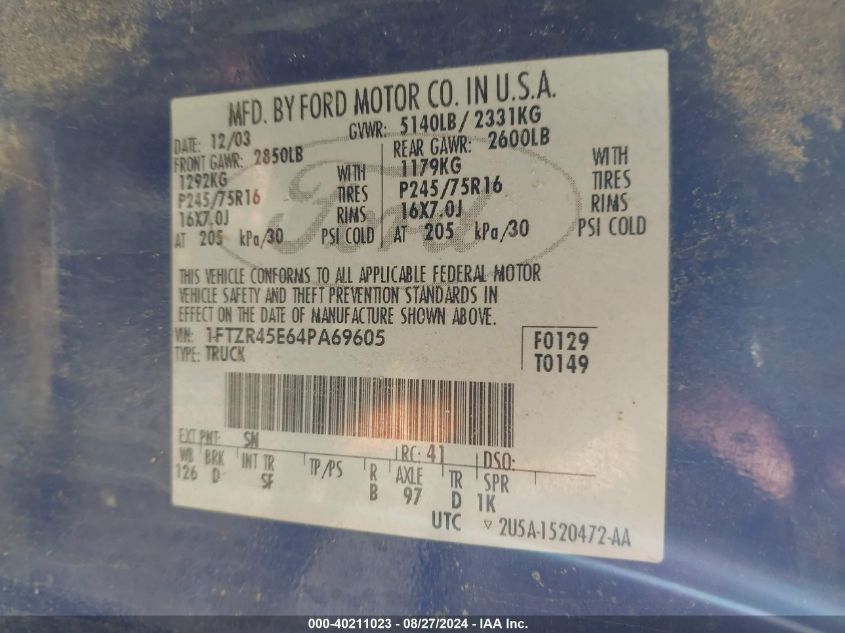 MFD. BY FORD MOTOR CO. IN U.S.A.
DATE: 12/03 GVWR: 5140LB/ 2331KG
FRONT GAWR: 2850LB REAR GAWR: 2600LB
1292KG WITH 1179KG WITH
P245/75R16 TIRES P245/75R16 TIRES
16X7.0J RIMS 16X7.0J RIMS
AT 205 kPa/30 PSI COLD AT 205 kPa/30 PSI COLD
Ford
THIS VEHICLE CONFORMS TO ALL APPLICABLE FEDERAL MOTOR
VEHICLE SAFETY AND THEFT PREVENTION STANDARDS IN
EFFECT ON THE DATE OF MANUFACTURE SHOWN ABOVE.
VIN: 1FTZR45E64PA69605 F0129
TYPE: TRUCK T0149
EXT PNT: SN RC: 41 DSO:
WB BRK INT TR TP/PS R AXLE TR SPR
126 D SF B 97 D 1K
UTC ▽ 2U5A-1520472-AA
000-40211023 - 08/27/2024 - IAA Inc.